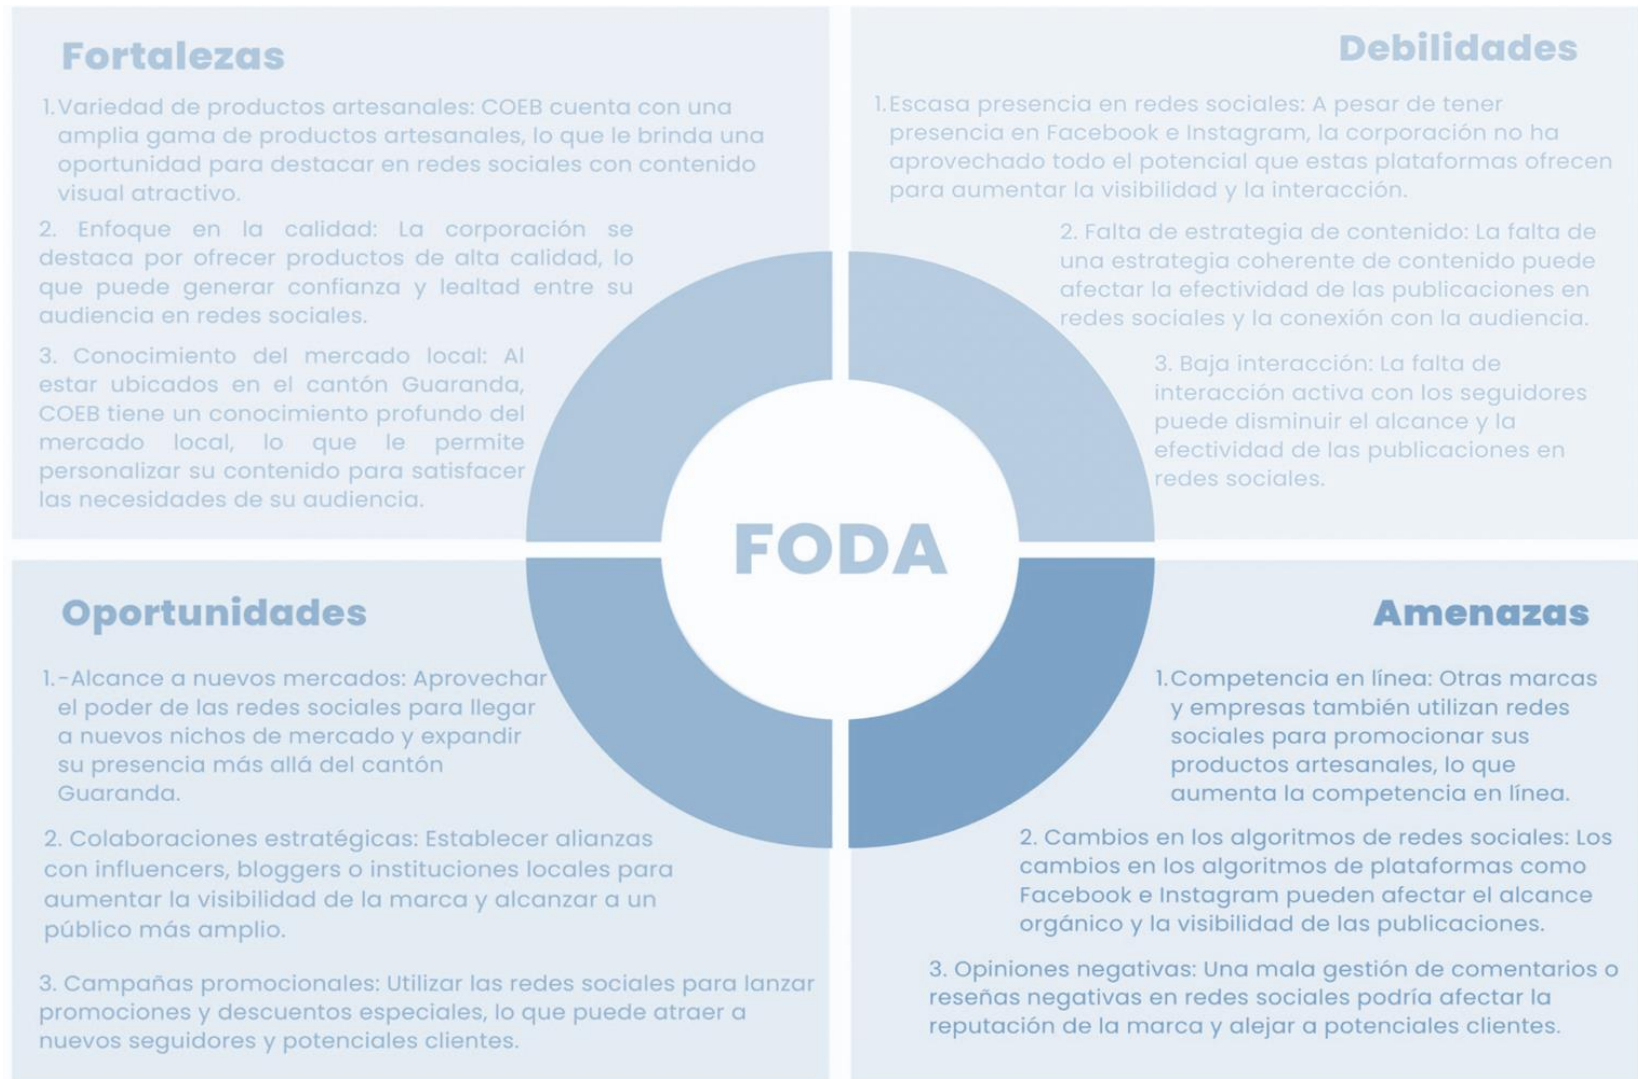 Fortalezas
1.Variedad de productos artesanales: COEB cuenta con una
amplia gama de productos artesanales, lo que le brinda una
oportunidad para destacar en redes sociales con contenido
visual atractivo.
2. Enfoque en la calidad: La corporación se
destaca por ofrecer productos de alta calidad, lo
que puede generar confianza y lealtad entre su
audiencia en redes sociales.
3. Conocimiento del mercado local: Al
estar ubicados en el cantón Guaranda,
COEB tiene un conocimiento profundo del
mercado local, lo que le permite
personalizar su contenido para satisfacer
las necesidades de su audiencia.
Debilidades
1.Escasa presencia en redes sociales: A pesar de tener
presencia en Facebook e Instagram, la corporación no ha
aprovechado todo el potencial que estas plataformas ofrecen
para aumentar la visibilidad y la interacción.
2. Falta de estrategia de contenido: La falta de
una estrategia coherente de contenido puede
afectar la efectividad de las publicaciones en
redes sociales y la conexión con la audiencia.
3. Baja interacción: La falta de
interacción activa con los seguidores
puede disminuir el alcance y la
efectividad de las publicaciones en
redes sociales.
FODA
Oportunidades
1.-Alcance a nuevos mercados: Aprovechar
el poder de las redes sociales para llegar
a nuevos nichos de mercado y expandir
su presencia más allá del cantón
Guaranda.
2. Colaboraciones estratégicas: Establecer alianzas
con influencers, bloggers o instituciones locales para
aumentar la visibilidad de la marca y alcanzar a un
público más amplio.
3. Campañas promocionales: Utilizar las redes sociales para lanzar
promociones y descuentos especiales, lo que puede atraer a
nuevos seguidores y potenciales clientes.
Amenazas
1.Competencia en línea: Otras marcas
y empresas también utilizan redes
sociales para promocionar sus
productos artesanales, lo que
aumenta la competencia en línea.
2. Cambios en los algoritmos de redes sociales: Los
cambios en los algoritmos de plataformas como
Facebook e Instagram pueden afectar el alcance
orgánico y la visibilidad de las publicaciones.
3. Opiniones negativas: Una mala gestión de comentarios o
reseñas negativas en redes sociales podría afectar la
reputación de la marca y alejar a potenciales clientes.